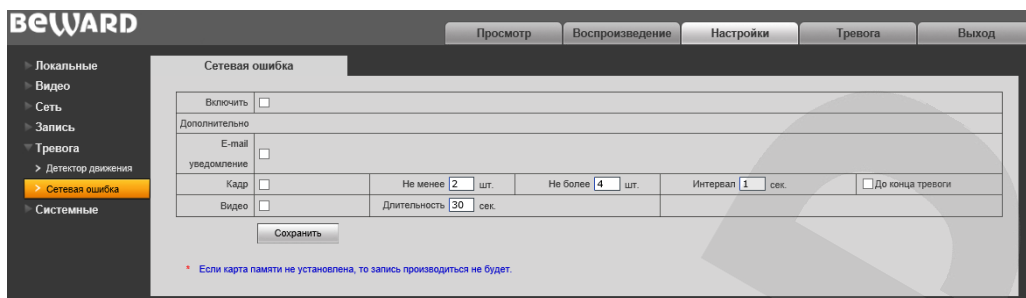 BEWARD
Просмотр Воспроизведение Настройки Тревога Выход
Локальные
Видео
Сеть
Запись
Тревога
> Детектор движения
> Сетевая ошибка
Системные
Сетевая ошибка
Включить
Дополнительно
E-mail
уведомление
Кадр Не менее 2 шт. Не более 4 шт. Интервал 1 сек. До конца тревоги
Видео Длительность 30 сек.
Сохранить
* Если карта памяти не установлена, то запись производиться не будет.